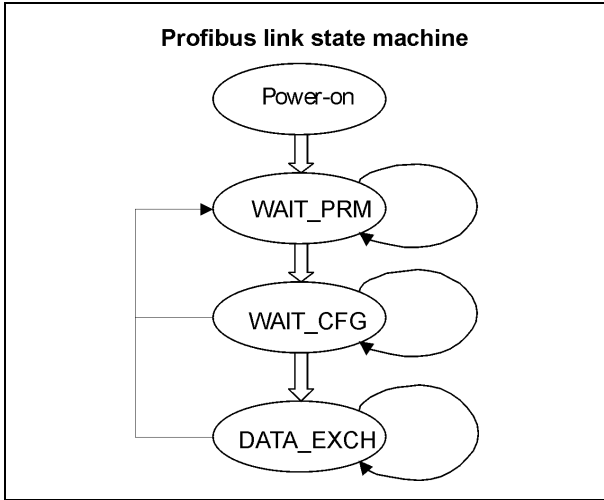 Profibus link state machine
Power-on
WAIT_PRM
WAIT_CFG
DATA_EXCH